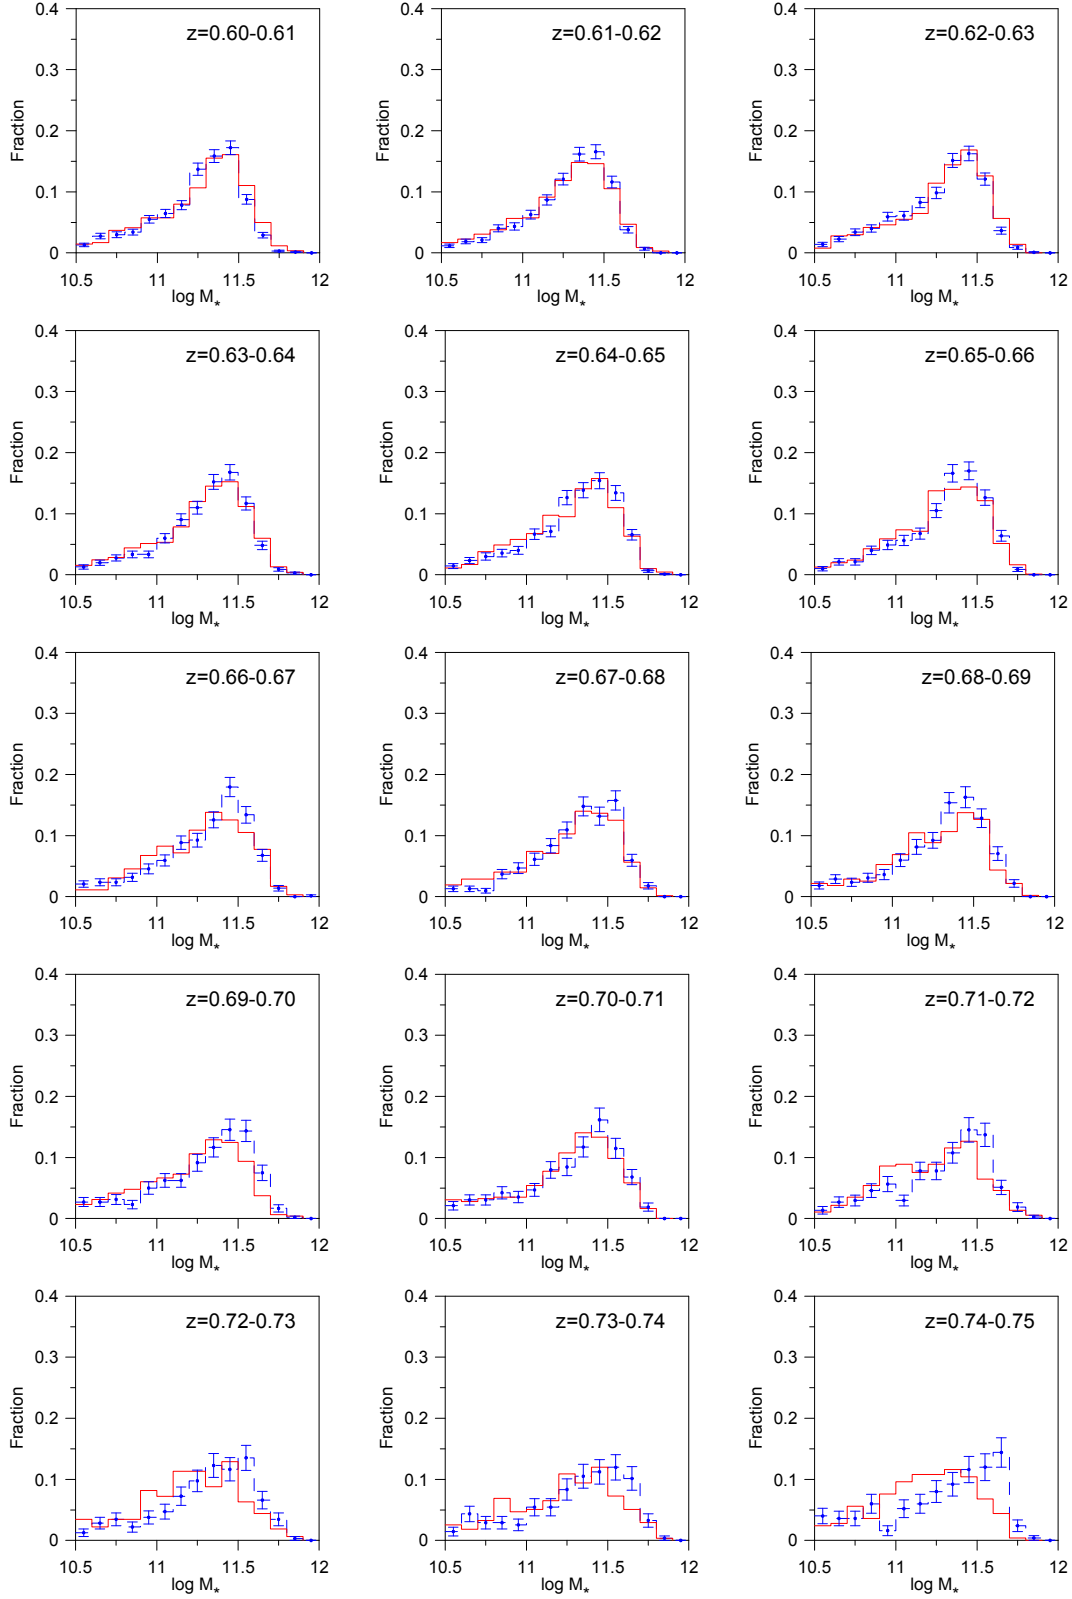 0.4
z=0.60-0.61
0.3
Fraction
0.2
0.1
0
10.5 11 11.5 12
log M*
0.4
z=0.61-0.62
0.3
Fraction
0.2
0.1
0
10.5 11 11.5 12
log M*
0.4
z=0.62-0.63
0.3
Fraction
0.2
0.1
0
10.5 11 11.5 12
log M*
0.4
z=0.63-0.64
0.3
Fraction
0.2
0.1
0
10.5 11 11.5 12
log M*
0.4
z=0.64-0.65
0.3
Fraction
0.2
0.1
0
10.5 11 11.5 12
log M*
0.4
z=0.65-0.66
0.3
Fraction
0.2
0.1
0
10.5 11 11.5 12
log M*
0.4
z=0.66-0.67
0.3
Fraction
0.2
0.1
0
10.5 11 11.5 12
log M*
0.4
z=0.67-0.68
0.3
Fraction
0.2
0.1
0
10.5 11 11.5 12
log M*
0.4
z=0.68-0.69
0.3
Fraction
0.2
0.1
0
10.5 11 11.5 12
log M*
0.4
z=0.69-0.70
0.3
Fraction
0.2
0.1
0
10.5 11 11.5 12
log M*
0.4
z=0.70-0.71
0.3
Fraction
0.2
0.1
0
10.5 11 11.5 12
log M*
0.4
z=0.71-0.72
0.3
Fraction
0.2
0.1
0
10.5 11 11.5 12
log M*
0.4
z=0.72-0.73
0.3
Fraction
0.2
0.1
0
10.5 11 11.5 12
log M*
0.4
z=0.73-0.74
0.3
Fraction
0.2
0.1
0
10.5 11 11.5 12
log M*
0.4
z=0.74-0.75
0.3
Fraction
0.2
0.1
0
10.5 11 11.5 12
log M*